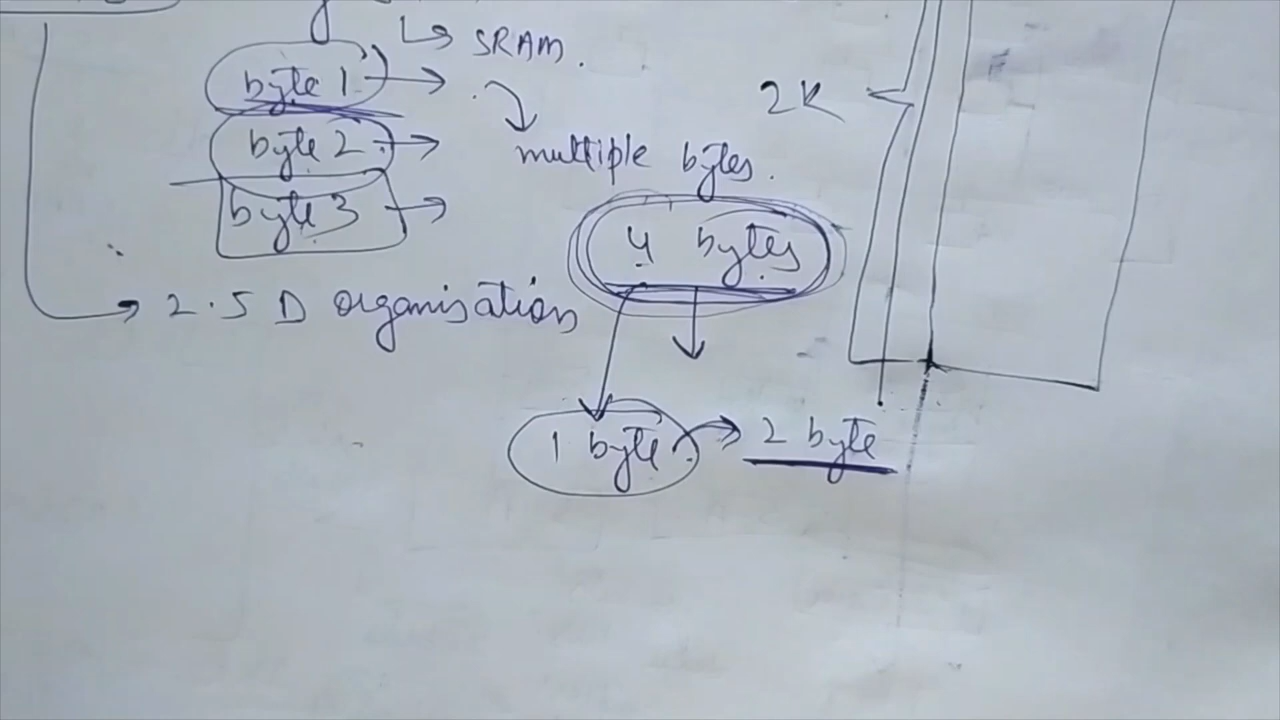 SRAM.
byte 1
2K
byte 2
multiple bytes.
byte 3
4 bytes
2.5 D organisation
1 byte
2 byte